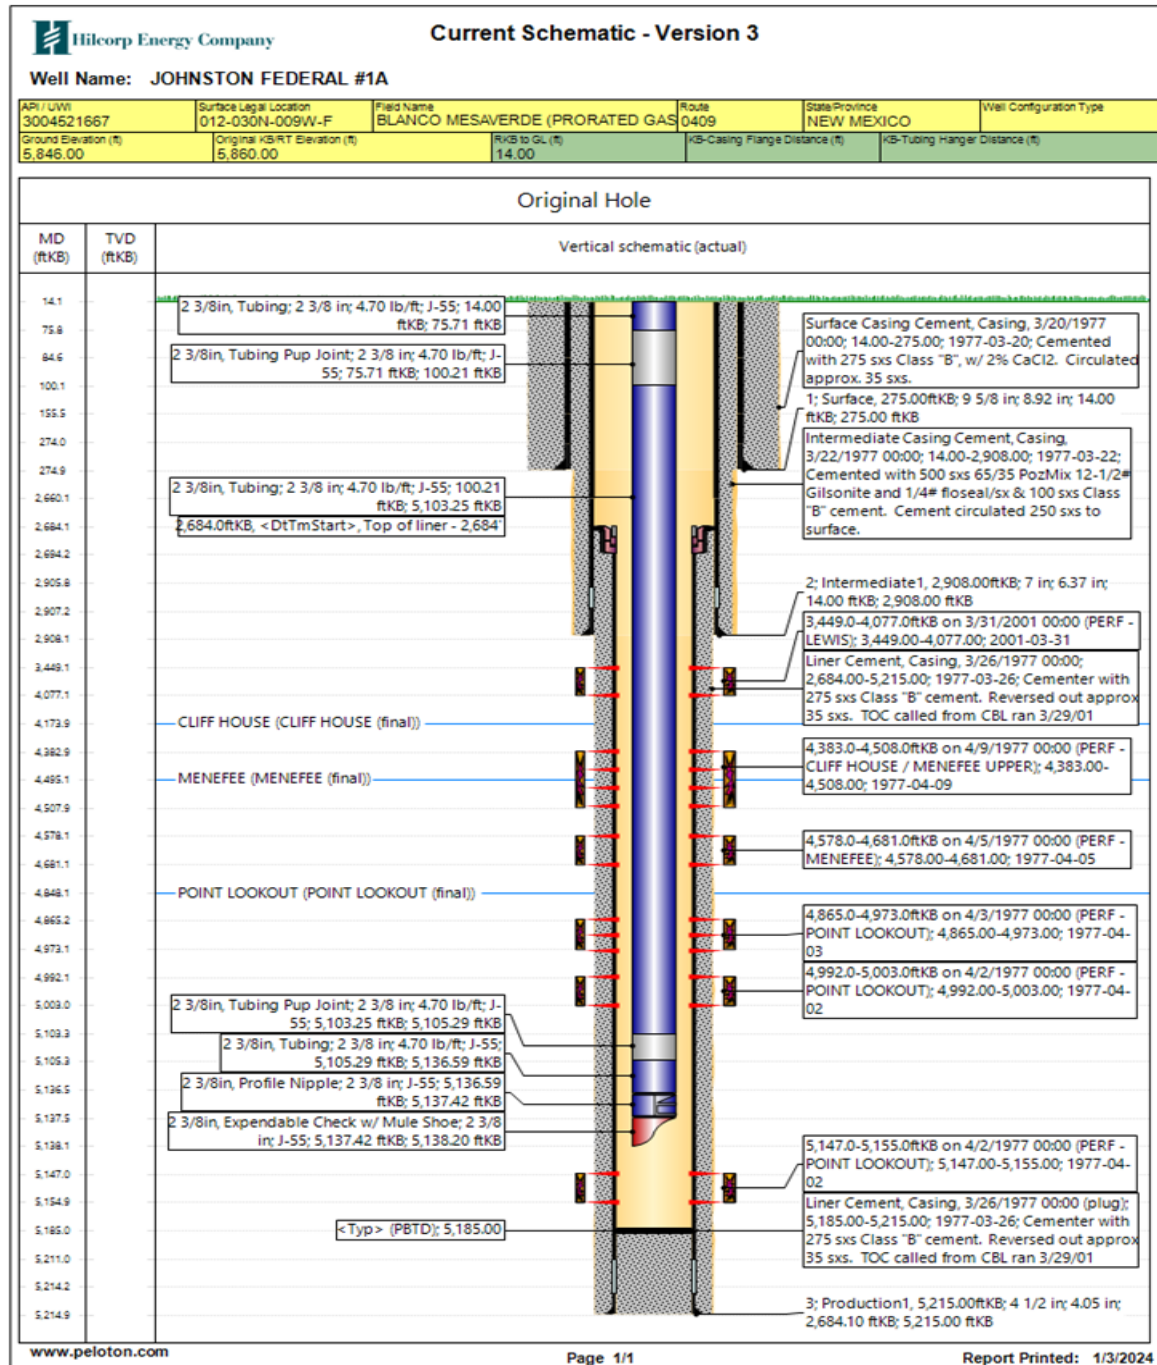 Hilcorp Energy Company
Current Schematic - Version 3
Well Name: JOHNSTON FEDERAL #1A
API / UWI
3004521667
Surface Legal Location
012-030N-009W-F
Field Name
BLANCO MESAVERDE (PRORATED GAS
Route
0409
State/Province
NEW MEXICO
Well Configuration Type
Ground Elevation (ft)
5,846.00
Original KB/RT Elevation (ft)
5,860.00
RKB to GL (ft)
14.00
KB-Casing Flange Distance (ft)
KB-Tubing Hanger Distance (ft)
Original Hole
MD
(ftKB)
TVD
(ftKB)
Vertical schematic (actual)
14.1
75.8
84.6
100.1
155.5
274.0
274.9
2,660.1
2,684.1
2,694.2
2,905.8
2,907.2
2,908.1
3,449.1
4,077.1
4,173.9
4,382.9
4,495.1
4,507.9
4,578.1
4,681.1
4,848.1
4,865.2
4,973.1
4,992.1
5,003.0
5,103.3
5,105.3
5,136.5
5,137.5
5,138.1
5,147.0
5,154.9
5,185.0
5,211.0
5,214.2
5,214.9
2 3/8in, Tubing; 2 3/8 in; 4.70 lb/ft; J-55; 14.00
ftKB; 75.71 ftKB
2 3/8in, Tubing Pup Joint; 2 3/8 in; 4.70 lb/ft; J-
55; 75.71 ftKB; 100.21 ftKB
2 3/8in, Tubing; 2 3/8 in; 4.70 lb/ft; J-55; 100.21
ftKB; 5,103.25 ftKB
2,684.0ftKB, <DtTmStart>, Top of liner - 2,684'
CLIFF HOUSE (CLIFF HOUSE (final))
MENEFEE (MENEFEE (final))
POINT LOOKOUT (POINT LOOKOUT (final))
2 3/8in, Tubing Pup Joint; 2 3/8 in; 4.70 lb/ft; J-
55; 5,103.25 ftKB; 5,105.29 ftKB
2 3/8in, Tubing; 2 3/8 in; 4.70 lb/ft; J-55;
5,105.29 ftKB; 5,136.59 ftKB
2 3/8in, Profile Nipple; 2 3/8 in; J-55; 5,136.59
ftKB; 5,137.42 ftKB
2 3/8in, Expendable Check w/ Mule Shoe; 2 3/8
in; J-55; 5,137.42 ftKB; 5,138.20 ftKB
<Typ> (PBTD); 5,185.00
Surface Casing Cement, Casing, 3/20/1977
00:00; 14.00-275.00; 1977-03-20; Cemented
with 275 sxs Class "B", w/ 2% CaCl2. Circulated
approx. 35 sxs.
1; Surface, 275.00ftKB; 9 5/8 in; 8.92 in; 14.00
ftKB; 275.00 ftKB
Intermediate Casing Cement, Casing,
3/22/1977 00:00; 14.00-2,908.00; 1977-03-22;
Cemented with 500 sxs 65/35 PozMix 12-1/2#
Gilsonite and 1/4# floseal/sx & 100 sxs Class
"B" cement. Cement circulated 250 sxs to
surface.
2; Intermediate1, 2,908.00ftKB; 7 in; 6.37 in;
14.00 ftKB; 2,908.00 ftKB
3,449.0-4,077.0ftKB on 3/31/2001 00:00 (PERF -
LEWIS); 3,449.00-4,077.00; 2001-03-31
Liner Cement, Casing, 3/26/1977 00:00;
2,684.00-5,215.00; 1977-03-26; Cementer with
275 sxs Class "B" cement. Reversed out approx
35 sxs. TOC called from CBL ran 3/29/01
4,383.0-4,508.0ftKB on 4/9/1977 00:00 (PERF -
CLIFF HOUSE / MENEFEE UPPER); 4,383.00-
4,508.00; 1977-04-09
4,578.0-4,681.0ftKB on 4/5/1977 00:00 (PERF -
MENEFEE); 4,578.00-4,681.00; 1977-04-05
4,865.0-4,973.0ftKB on 4/3/1977 00:00 (PERF -
POINT LOOKOUT); 4,865.00-4,973.00; 1977-04-
03
4,992.0-5,003.0ftKB on 4/2/1977 00:00 (PERF -
POINT LOOKOUT); 4,992.00-5,003.00; 1977-04-
02
5,147.0-5,155.0ftKB on 4/2/1977 00:00 (PERF -
POINT LOOKOUT); 5,147.00-5,155.00; 1977-04-
02
Liner Cement, Casing, 3/26/1977 00:00 (plug);
5,185.00-5,215.00; 1977-03-26; Cementer with
275 sxs Class "B" cement. Reversed out approx
35 sxs. TOC called from CBL ran 3/29/01
3; Production1, 5,215.00ftKB; 4 1/2 in; 4.05 in;
2,684.10 ftKB; 5,215.00 ftKB
www.peloton.com
Page 1/1
Report Printed: 1/3/2024